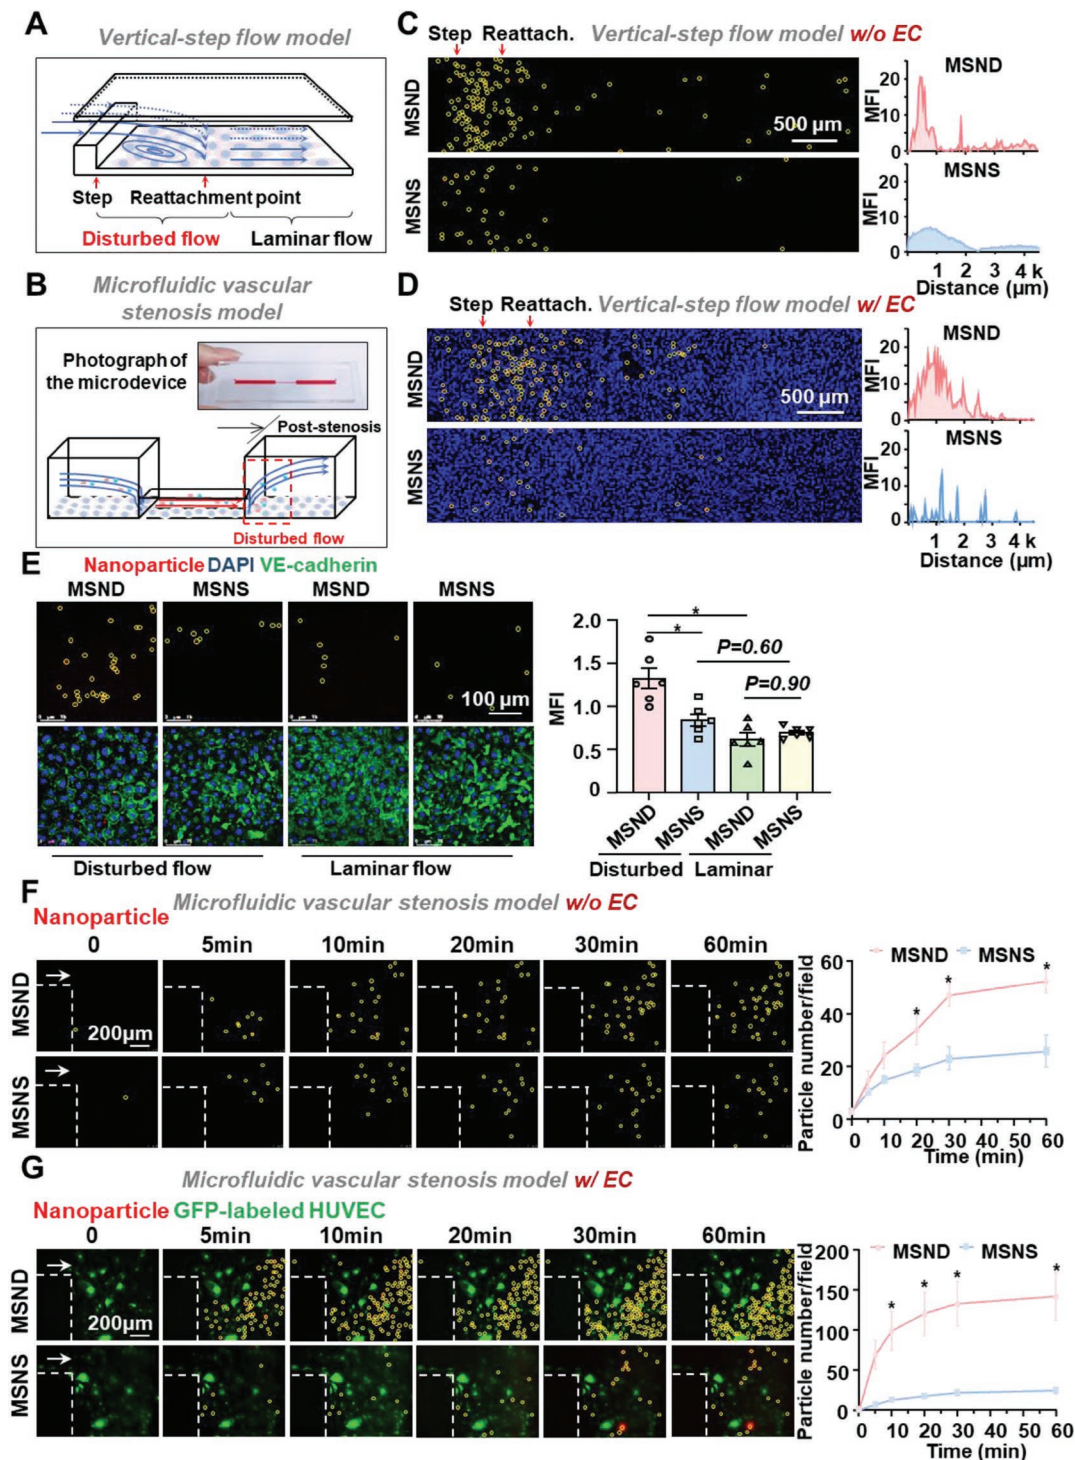 A
Vertical-step flow model
Step
Reattachment point
Disturbed flow
Laminar flow
B
Microfluidic vascular
stenosis model
Photograph of
the microdevice
Post-stenosis
Disturbed flow
C
Step Reattach. Vertical-step flow model w/o EC
MSND
500 µm
MSNS
MSND
MFI
20
10
0
MSNS
MFI
20
10
0
1 2 3 4 k
Distance (µm)
D
Step Reattach. Vertical-step flow model w/ EC
MSND
500 µm
MSNS
MSND
MFI
20
10
0
MSNS
MFI
20
10
0
1 2 3 4 k
Distance (µm)
E
Nanoparticle DAPI VE-cadherin
MSND MSNS MSND MSNS
100 µm
Disturbed flow
Laminar flow
MFI
2.0
1.5
1.0
0.5
0
*
*
P=0.60
P=0.90
MSND MSNS MSND MSNS
Disturbed Laminar
F
Microfluidic vascular stenosis model w/o EC
Nanoparticle
0 5min 10min 20min 30min 60min
MSND
200µm
MSNS
MSND MSNS
Particle number/field
60
40
20
0
* * *
0 10 20 30 40 50 60
Time (min)
G
Microfluidic vascular stenosis model w/ EC
Nanoparticle GFP-labeled HUVEC
0 5min 10min 20min 30min 60min
MSND
200µm
MSNS
MSND MSNS
Particle number/field
200
150
100
50
0
* * * *
0 10 20 30 40 50 60
Time (min)